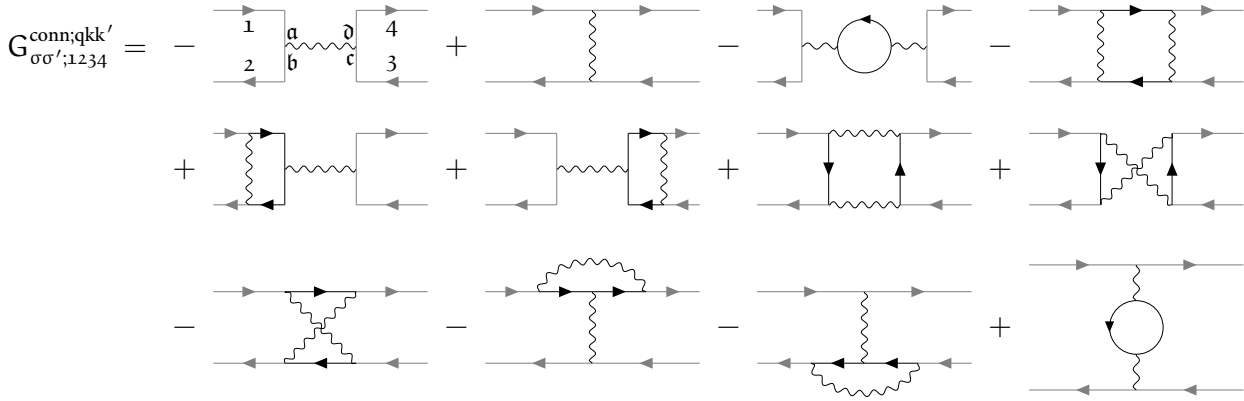 G^{conn;qkk′}_{σσ′;1234} = − 1 2 a b d c 4 3 + − −
+ + + +
− − − +